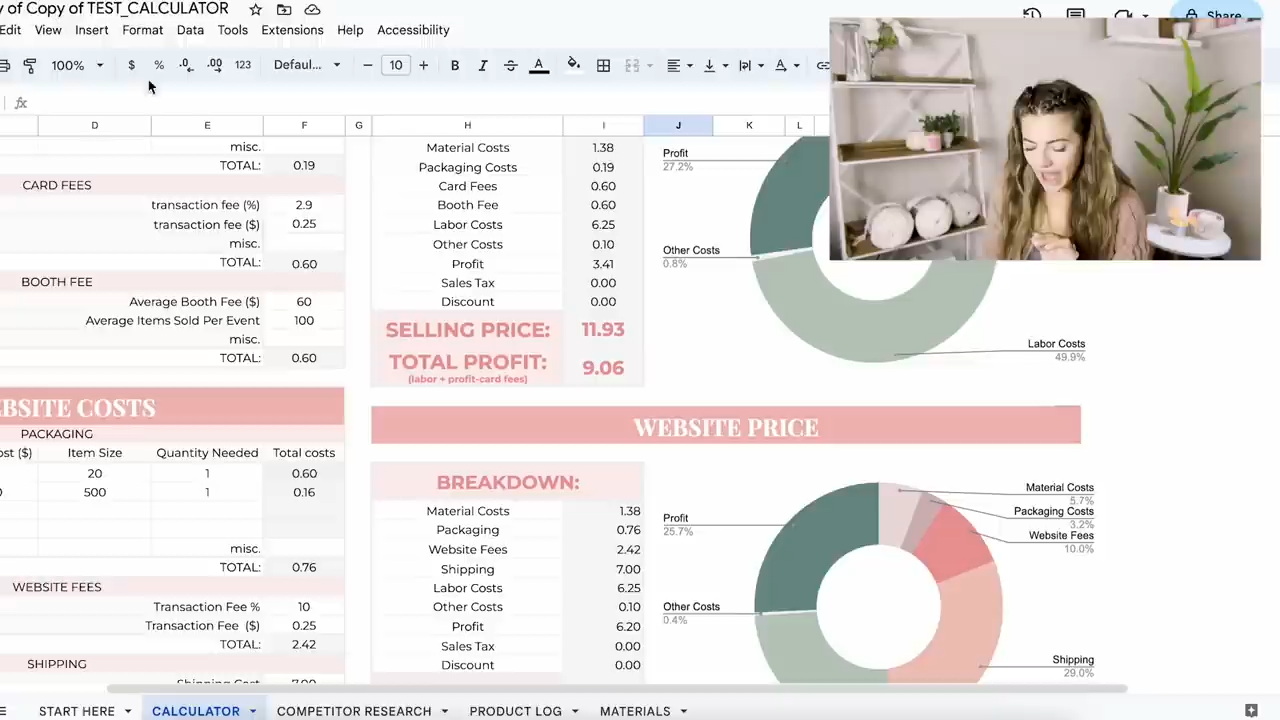 y of Copy of TEST_CALCULATOR
Edit View Insert Format Data Tools Extensions Help Accessibility
Share
100% $ % .0 .00 123 Defaul... − 10 + B I S A
fx
D E F G H I J K L
misc.
TOTAL: 0.19
CARD FEES
transaction fee (%) 2.9
transaction fee ($) 0.25
misc.
TOTAL: 0.60
BOOTH FEE
Average Booth Fee ($) 60
Average Items Sold Per Event 100
misc.
TOTAL: 0.60
EBSITE COSTS
PACKAGING
ost ($) Item Size Quantity Needed Total costs
20 1 0.60
0 500 1 0.16
misc.
TOTAL: 0.76
WEBSITE FEES
Transaction Fee % 10
Transaction Fee ($) 0.25
TOTAL: 2.42
SHIPPING
Shipping Cost 7.00
Material Costs 1.38
Packaging Costs 0.19
Card Fees 0.60
Booth Fee 0.60
Labor Costs 6.25
Other Costs 0.10
Profit 3.41
Sales Tax 0.00
Discount 0.00
SELLING PRICE: 11.93
TOTAL PROFIT: 9.06
(labor + profit-card fees)
Profit
27.2%
Other Costs
0.8%
Labor Costs
49.9%
WEBSITE PRICE
BREAKDOWN:
Material Costs 1.38
Packaging 0.76
Website Fees 2.42
Shipping 7.00
Labor Costs 6.25
Other Costs 0.10
Profit 6.20
Sales Tax 0.00
Discount 0.00
Profit
25.7%
Other Costs
0.4%
Material Costs
5.7%
Packaging Costs
3.2%
Website Fees
10.0%
Shipping
29.0%
START HERE CALCULATOR COMPETITOR RESEARCH PRODUCT LOG MATERIALS